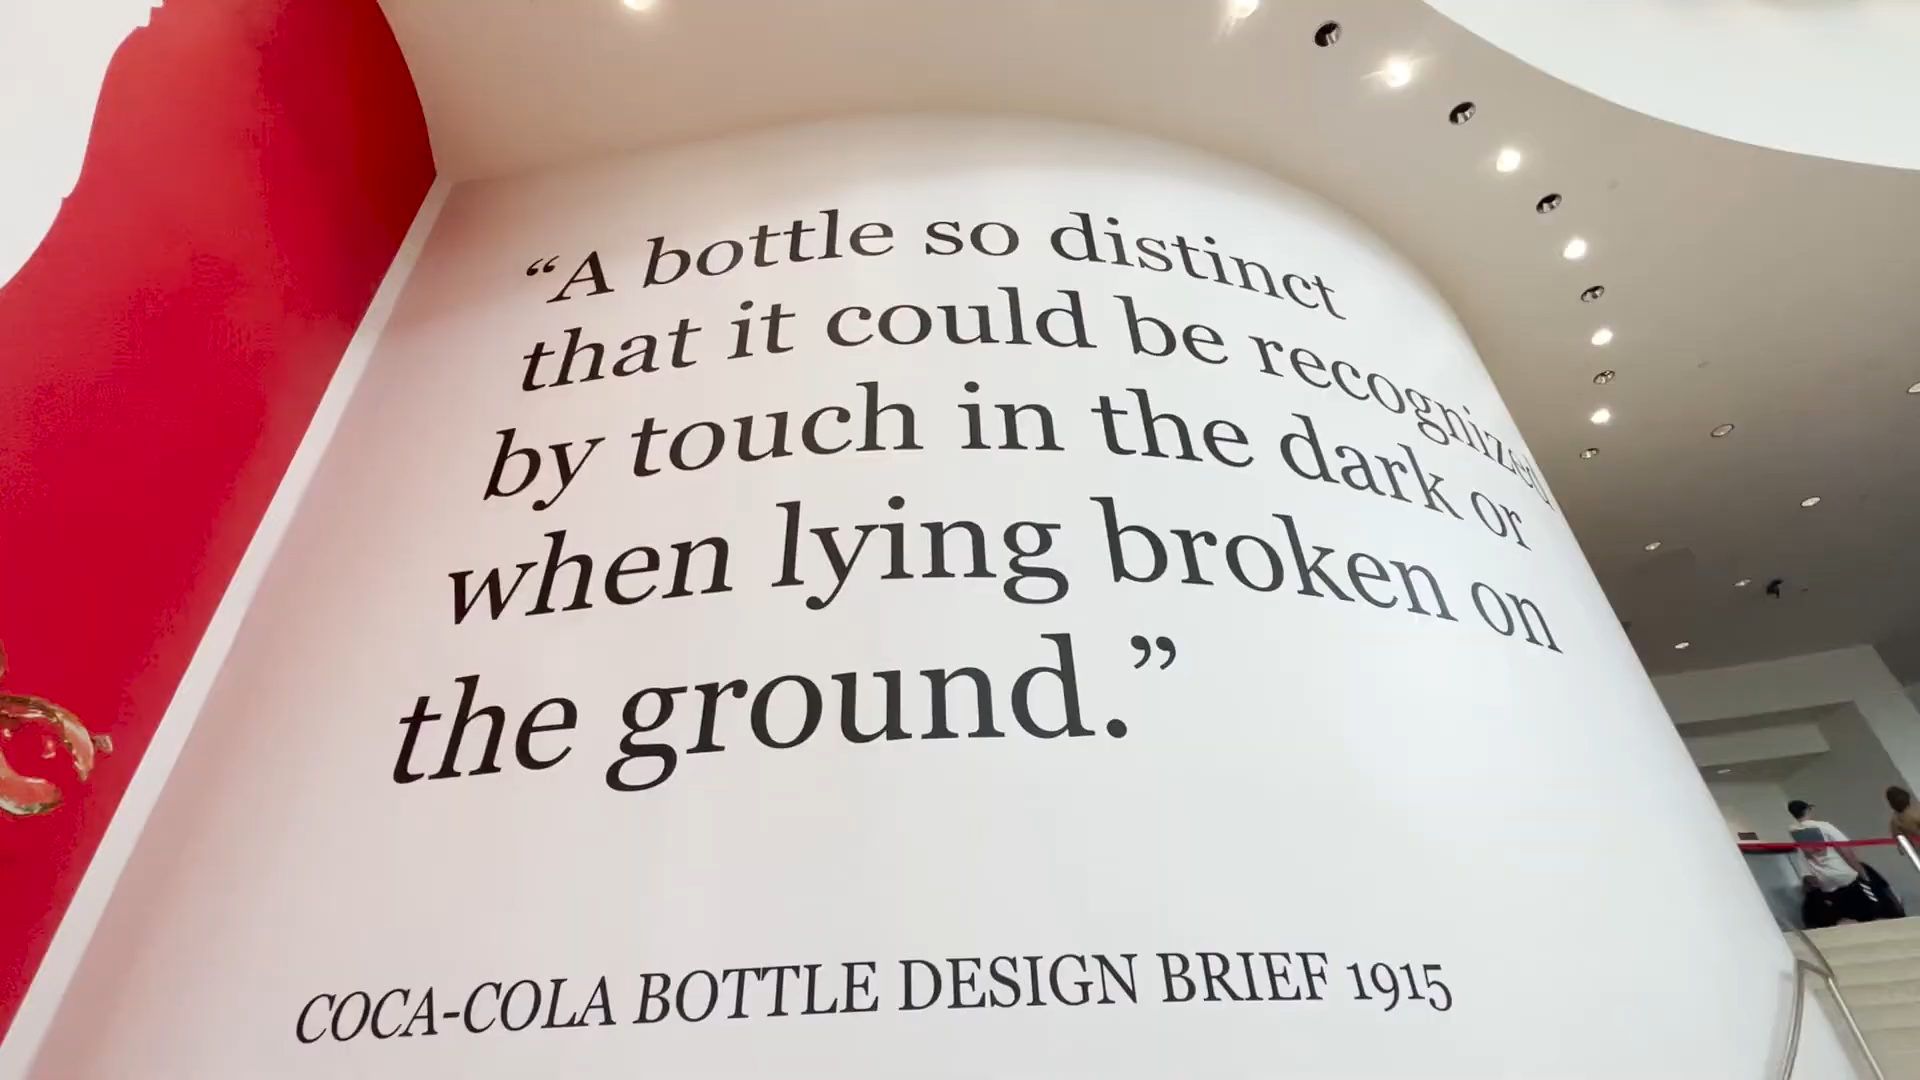 “A bottle so distinct
that it could be recognized
by touch in the dark or
when lying broken on
the ground.”
COCA-COLA BOTTLE DESIGN BRIEF 1915